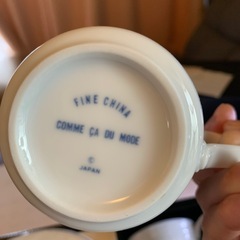 FINE CHINA
COMME ÇA DU MODE
©
JAPAN